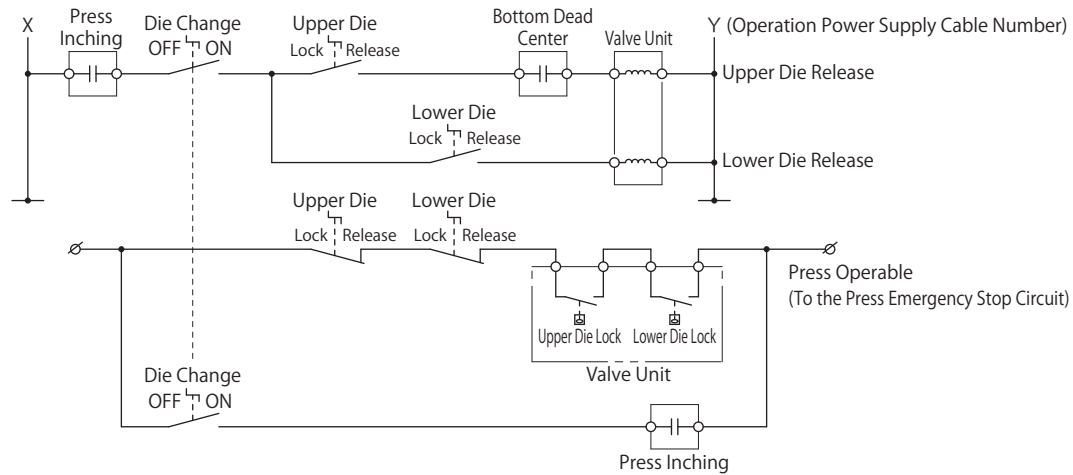 X
Press
Inching
Die Change
OFF ON
Upper Die
Lock Release
Bottom Dead
Center
Valve Unit
Y (Operation Power Supply Cable Number)
Upper Die Release
Lower Die
Lock Release
Lower Die Release
Upper Die
Lock Release
Lower Die
Lock Release
Press Operable
(To the Press Emergency Stop Circuit)
Upper Die Lock
Lower Die Lock
Valve Unit
Die Change
OFF ON
Press Inching